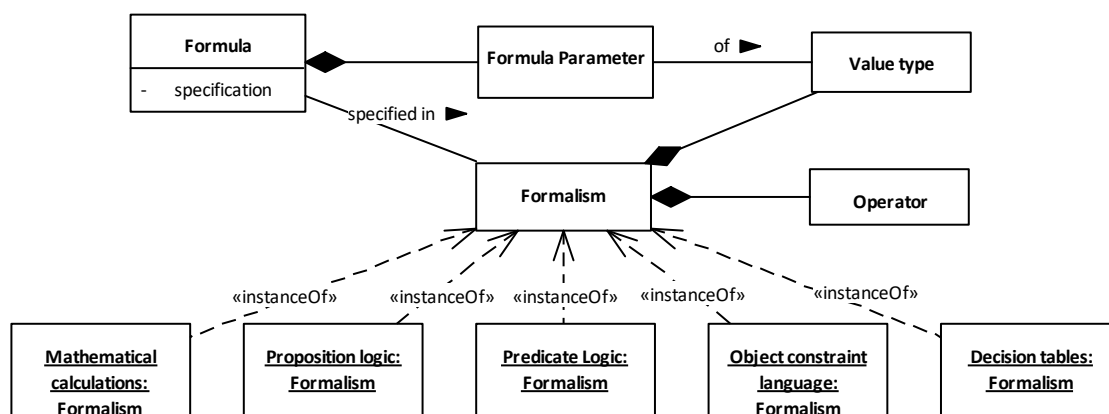 Formula
- specification
Formula Parameter
of
Value type
specified in
Formalism
Operator
«instanceOf»
«instanceOf»
«instanceOf»
«instanceOf»
«instanceOf»
Mathematical
calculations:
Formalism
Proposition logic:
Formalism
Predicate Logic:
Formalism
Object constraint
language:
Formalism
Decision tables:
Formalism